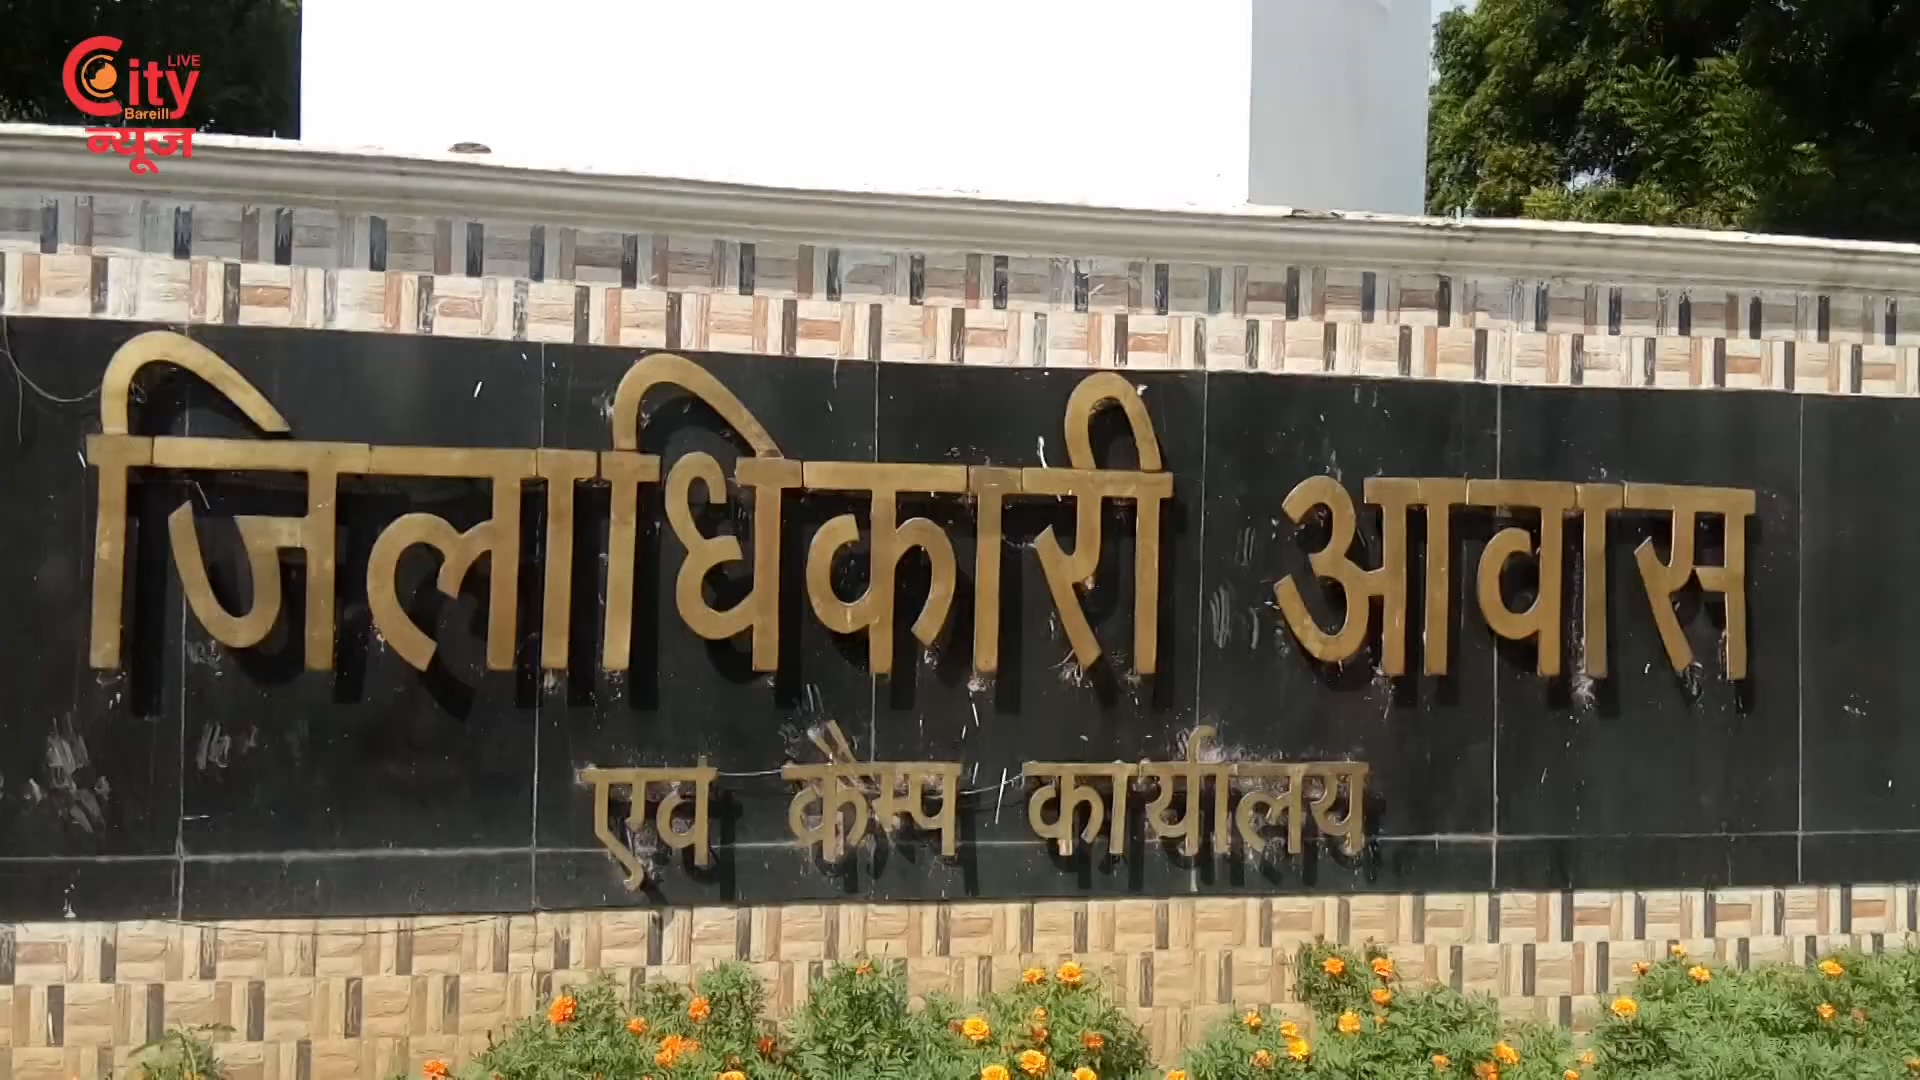 City LIVE
Bareilly
न्यूज
जिलाधिकारी आवास
एवं कैम्प कार्यालय